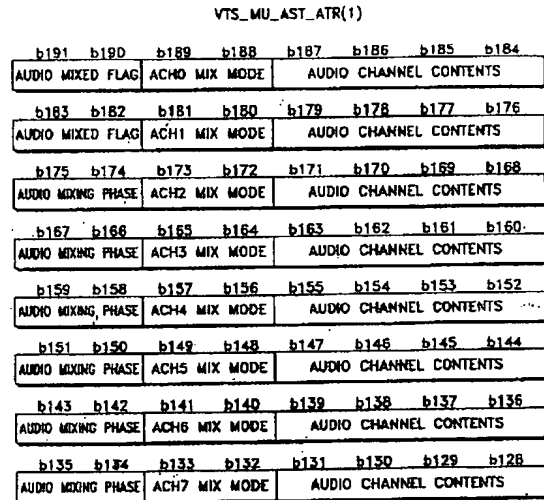 VTS_MU_AST_ATR(1)
b191 b190 b189 b188 b187 b186 b185 b184
AUDIO MIXED FLAG ACH0 MIX MODE AUDIO CHANNEL CONTENTS
b183 b182 b181 b180 b179 b178 b177 b176
AUDIO MIXED FLAG ACH1 MIX MODE AUDIO CHANNEL CONTENTS
b175 b174 b173 b172 b171 b170 b169 b168
AUDIO MIXING PHASE ACH2 MIX MODE AUDIO CHANNEL CONTENTS
b167 b166 b165 b164 b163 b162 b161 b160
AUDIO MIXING PHASE ACH3 MIX MODE AUDIO CHANNEL CONTENTS
b159 b158 b157 b156 b155 b154 b153 b152
AUDIO MIXING PHASE ACH4 MIX MODE AUDIO CHANNEL CONTENTS
b151 b150 b149 b148 b147 b146 b145 b144
AUDIO MIXING PHASE ACH5 MIX MODE AUDIO CHANNEL CONTENTS
b143 b142 b141 b140 b139 b138 b137 b136
AUDIO MIXING PHASE ACH6 MIX MODE AUDIO CHANNEL CONTENTS
b135 b134 b133 b132 b131 b130 b129 b128
AUDIO MIXING PHASE ACH7 MIX MODE AUDIO CHANNEL CONTENTS